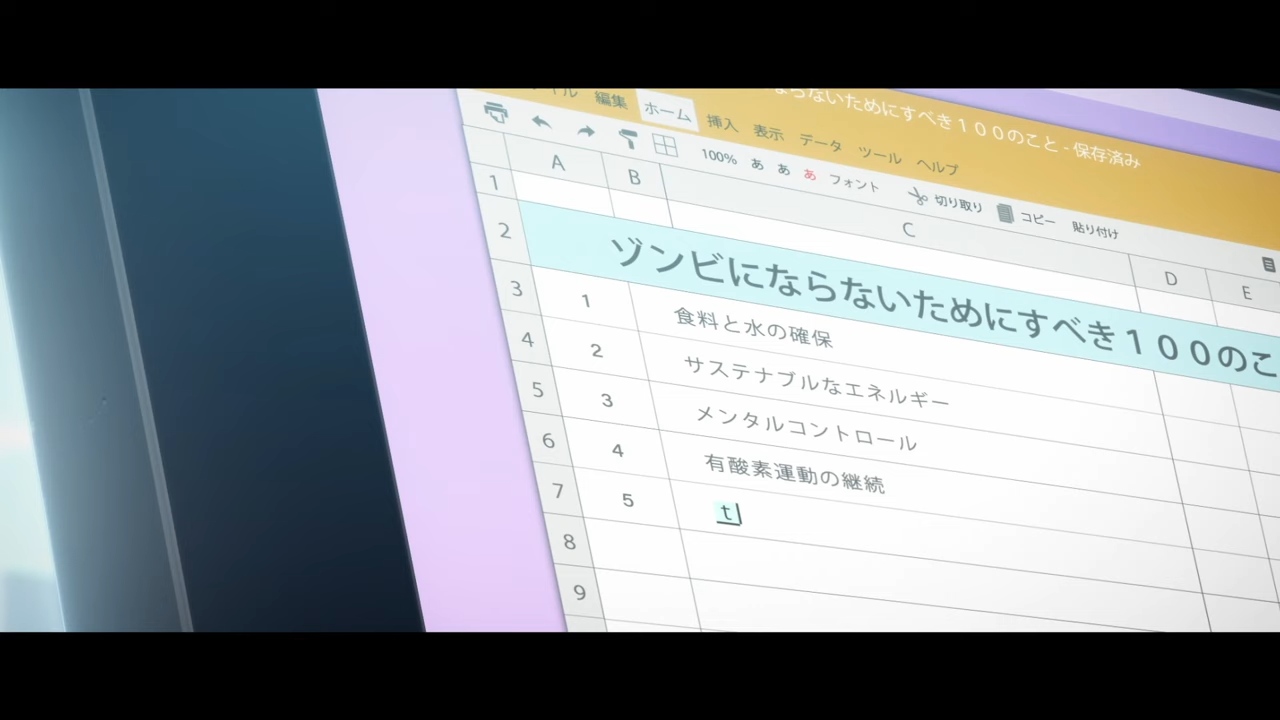 イル 編集 ホーム 挿入 表示 データ ツール ヘルプ
らないためにすべき１００のこと - 保存済み
100% あ あ あ フォント 切り取り コピー 貼り付け
A B C D E
1
2 ゾンビにならないためにすべき１００のこ
3 1 食料と水の確保
4 2 サステナブルなエネルギー
5 3 メンタルコントロール
6 4 有酸素運動の継続
7 5 t
8
9